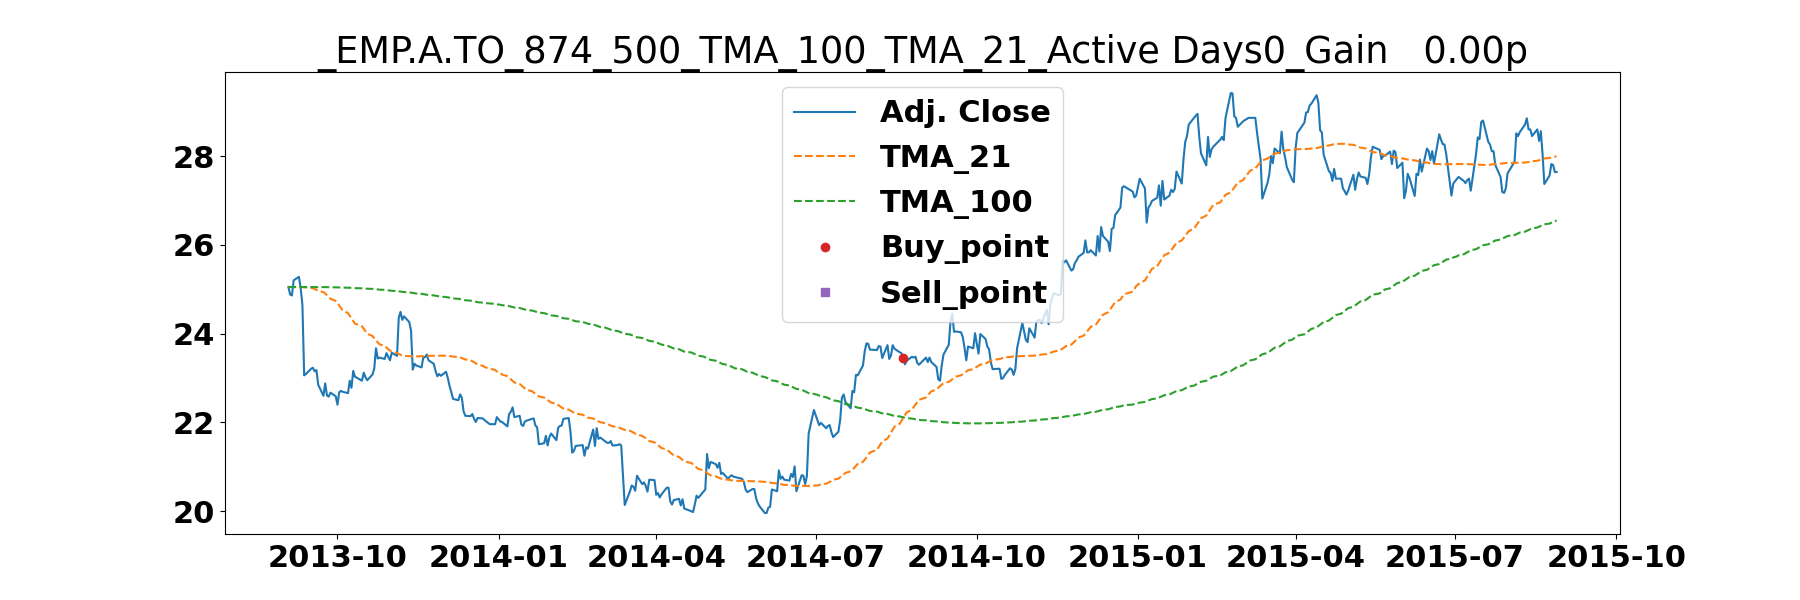 _EMP.A.TO_874_500_TMA_100_TMA_21_Active Days0_Gain   0.00p
Adj. Close
TMA_21
TMA_100
Buy_point
Sell_point
28
26
24
22
20
2013-10 2014-01 2014-04 2014-07 2014-10 2015-01 2015-04 2015-07 2015-10